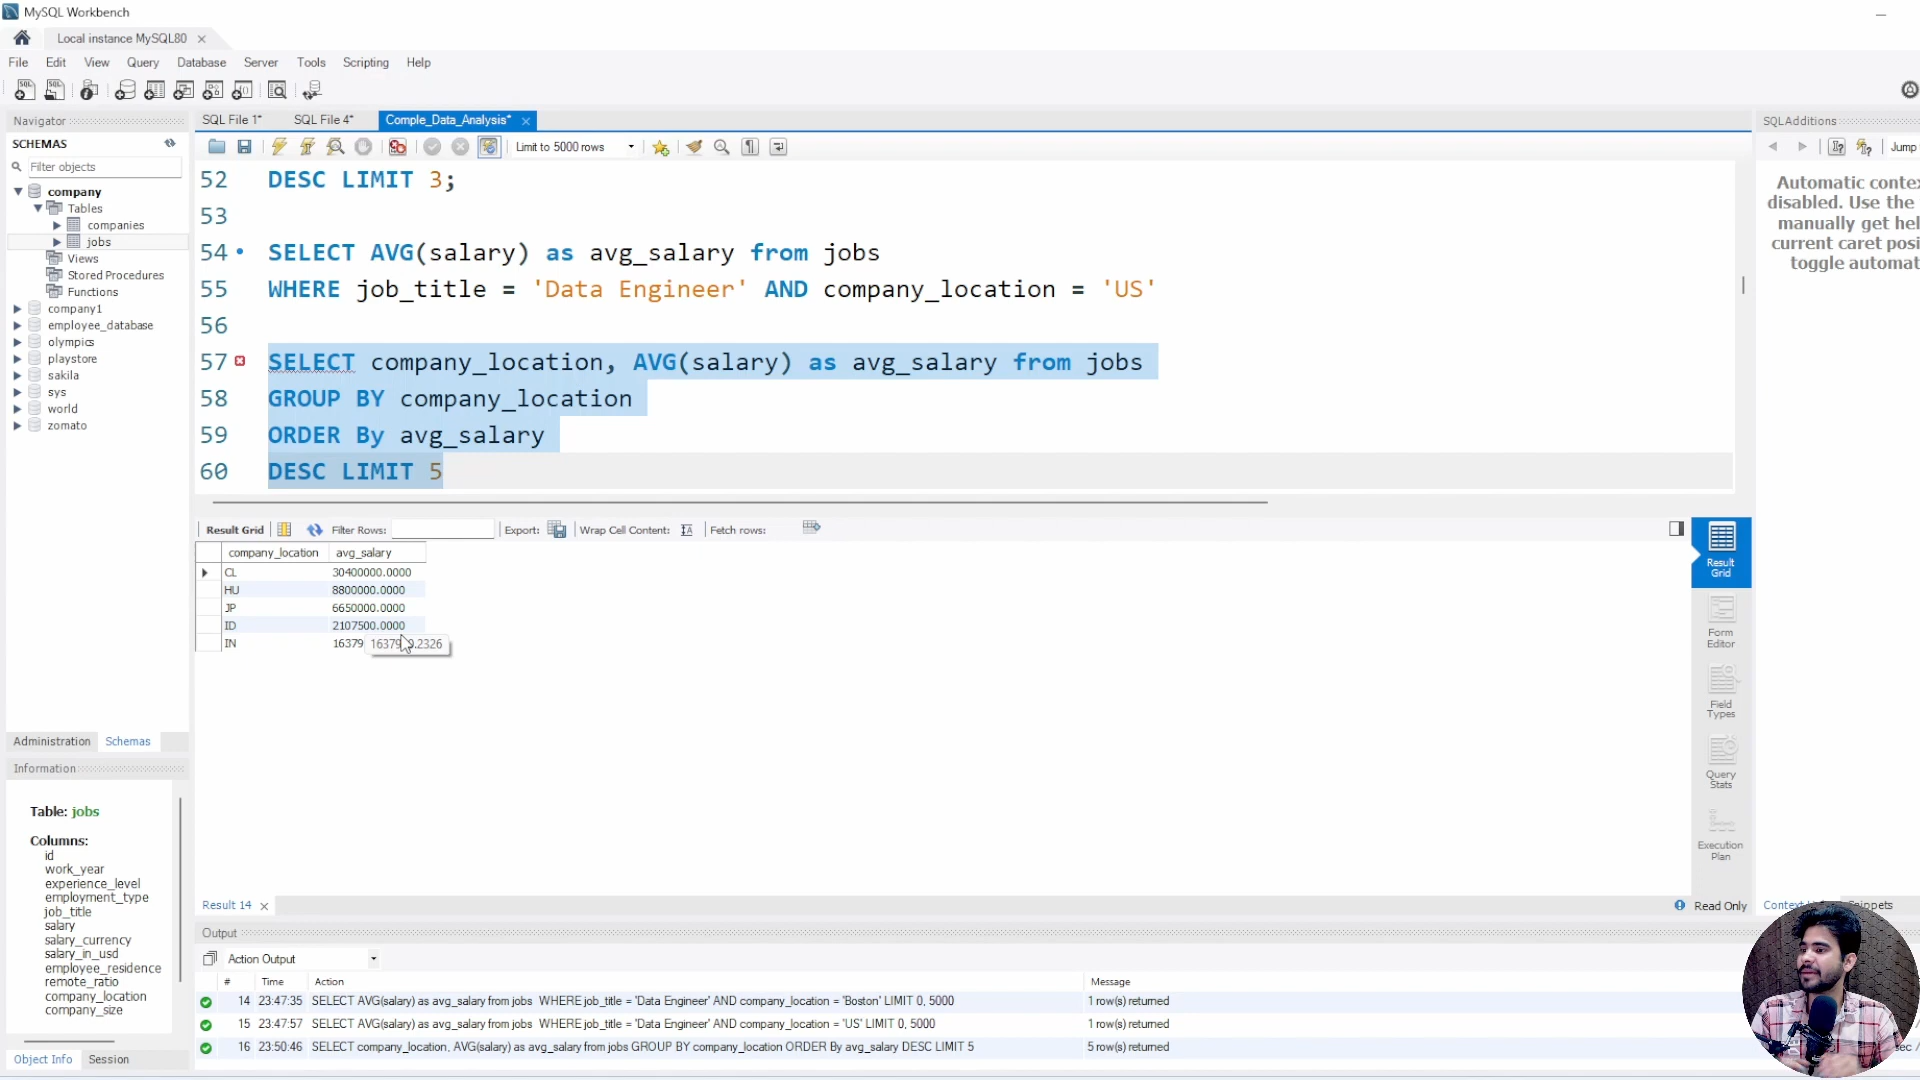 MySQL Workbench
Local instance MySQL80
File Edit View Query Database Server Tools Scripting Help
Navigator
SCHEMAS
Filter objects
company
Tables
companies
jobs
Views
Stored Procedures
Functions
company1
employee_database
olympics
playstore
sakila
sys
world
zomato
Administration Schemas
Information
Table: jobs
Columns:
id
work_year
experience_level
employment_type
job_title
salary
salary_currency
salary_in_usd
employee_residence
remote_ratio
company_location
company_size
Object Info Session
SQL File 1* SQL File 4* Comple_Data_Analysis*
Limit to 5000 rows
52 DESC LIMIT 3;
53
54 SELECT AVG(salary) as avg_salary from jobs
55 WHERE job_title = 'Data Engineer' AND company_location = 'US'
56
57 SELECT company_location, AVG(salary) as avg_salary from jobs
58 GROUP BY company_location
59 ORDER By avg_salary
60 DESC LIMIT 5
Result Grid Filter Rows: Export: Wrap Cell Content: Fetch rows:
company_location avg_salary
CL 30400000.0000
HU 8800000.0000
JP 6650000.0000
ID 2107500.0000
IN 16379
Result Grid
Form Editor
Field Types
Query Stats
Execution Plan
Result 14
Read Only
Output
Action Output
# Time Action Message
14 23:47:35 SELECT AVG(salary) as avg_salary from jobs WHERE job_title = 'Data Engineer' AND company_location = 'Boston' LIMIT 0, 5000 1 row(s) returned
15 23:47:57 SELECT AVG(salary) as avg_salary from jobs WHERE job_title = 'Data Engineer' AND company_location = 'US' LIMIT 0, 5000 1 row(s) returned
16 23:50:46 SELECT company_location, AVG(salary) as avg_salary from jobs GROUP BY company_location ORDER By avg_salary DESC LIMIT 5 5 row(s) returned
SQLAdditions
Jump
Automatic contex
disabled. Use the
manually get hel
current caret posi
toggle automat